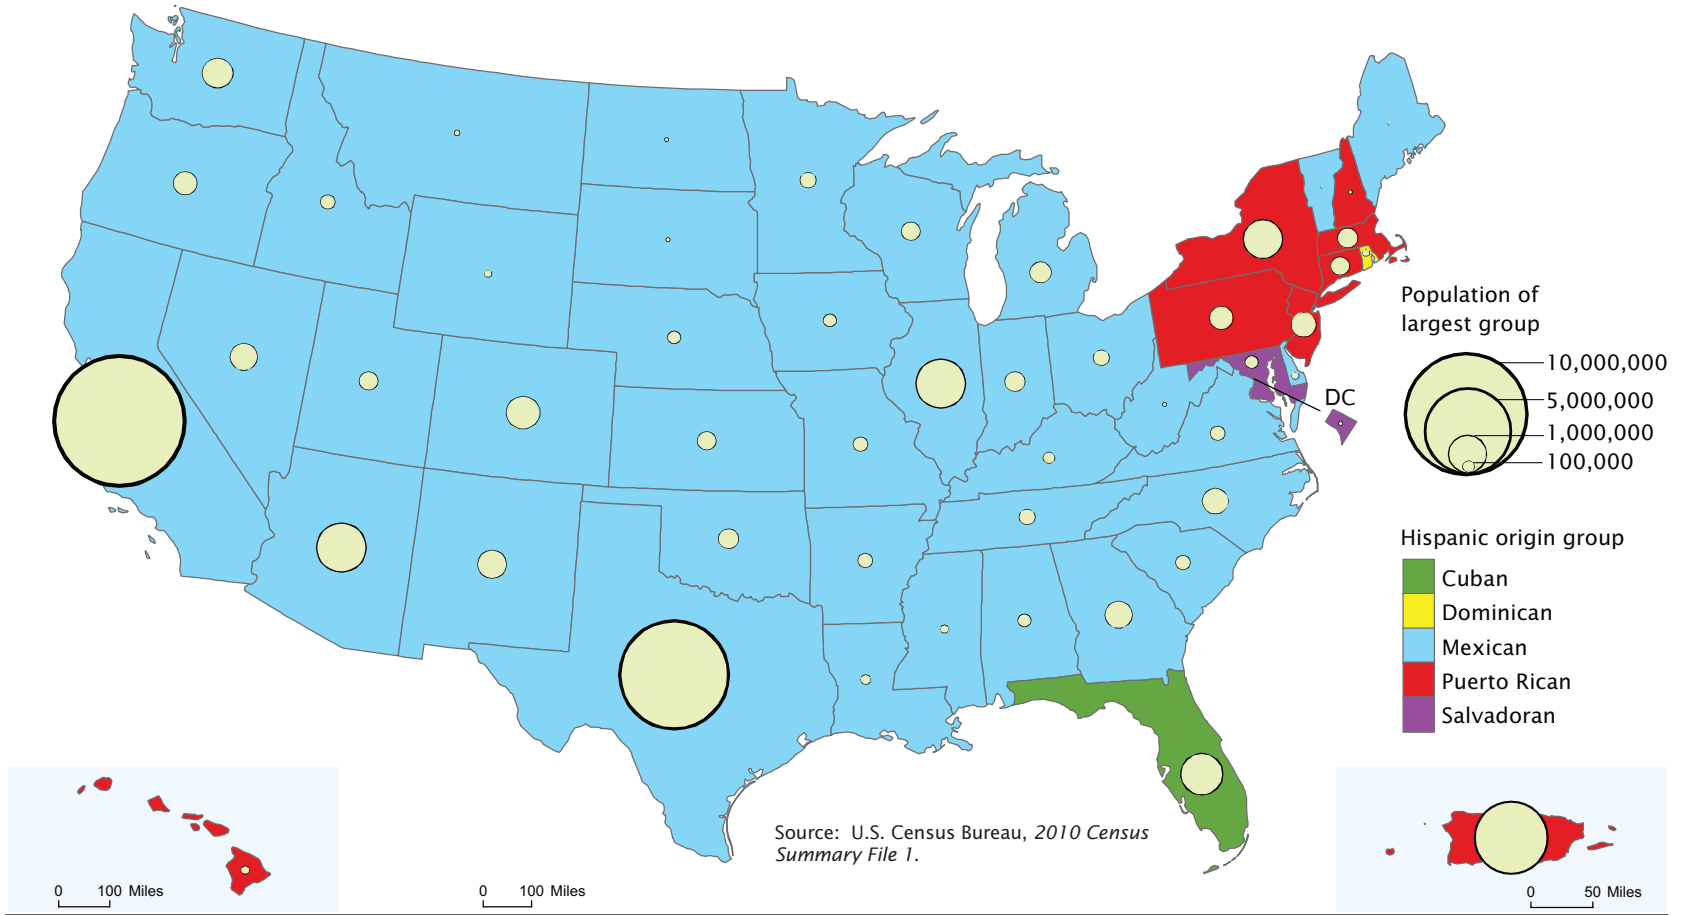 DC
Population of
largest group
10,000,000
5,000,000
1,000,000
100,000
Hispanic origin group
Cuban
Dominican
Mexican
Puerto Rican
Salvadoran
Source:  U.S. Census Bureau, 2010 Census
Summary File 1.
0 100 Miles
0 100 Miles
0 50 Miles